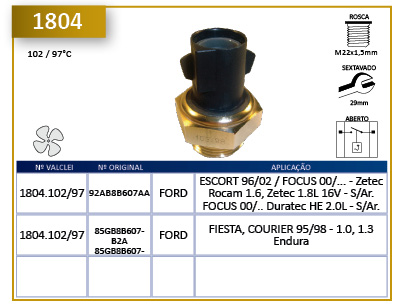 1804
102 / 97°C
ROSCA
M22x1,5mm
SEXTAVADO
29mm
ABERTO
Nº VALCLEI Nº ORIGINAL APLICAÇÃO
1804.102/97 92AB8B607AA FORD ESCORT 96/02 / FOCUS 00/... - Zetec
Rocam 1.6, Zetec 1.8L 16V - S/Ar.
FOCUS 00/.. Duratec HE 2.0L - S/Ar.
1804.102/97 85GB8B607-
B2A
85GB8B607-
FORD FIESTA, COURIER 95/98 - 1.0, 1.3
Endura